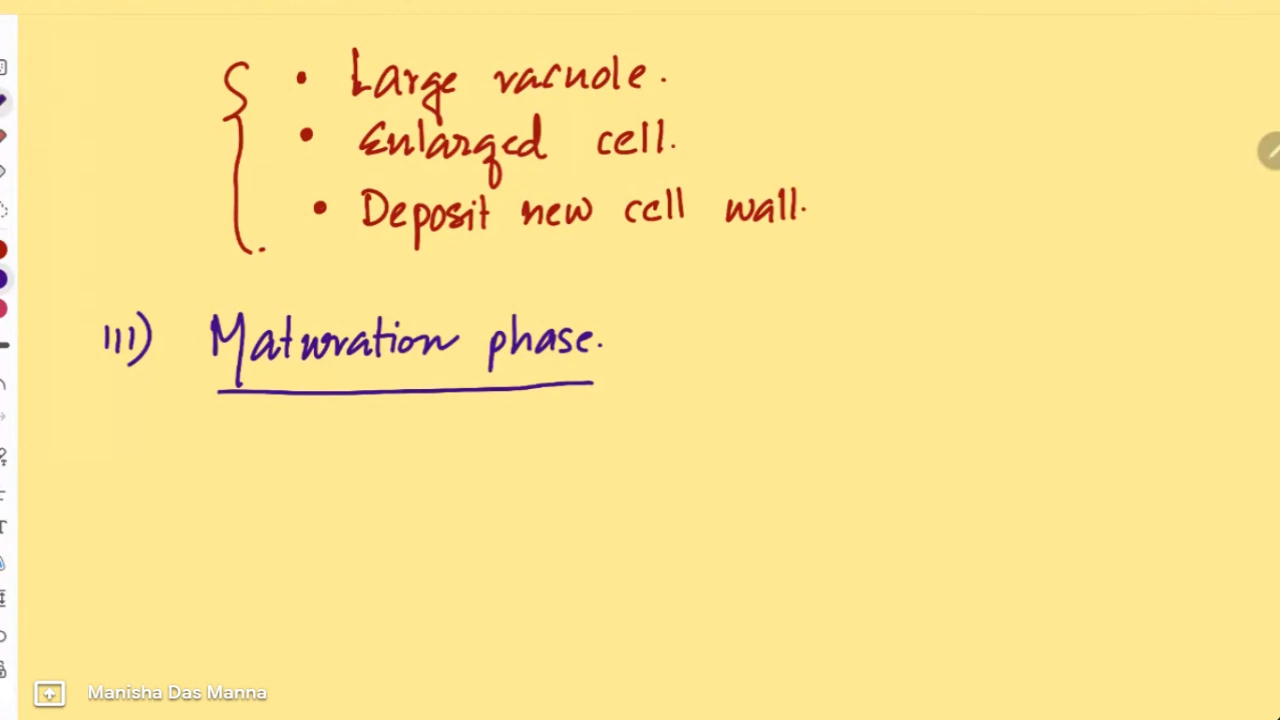 • Large vacuole.
• Enlarged cell.
• Deposit new cell wall.
III) Maturation phase.
Manisha Das Manna